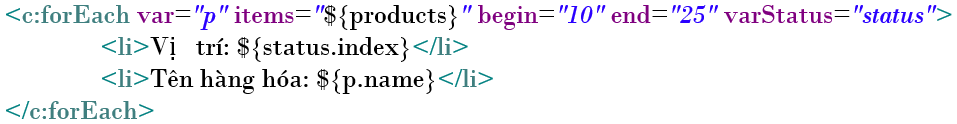 <c:forEach var="p" items="${products}" begin="10" end="25" varStatus="status">
<li>Vị trí: ${status.index}</li>
<li>Tên hàng hóa: ${p.name}</li>
</c:forEach>